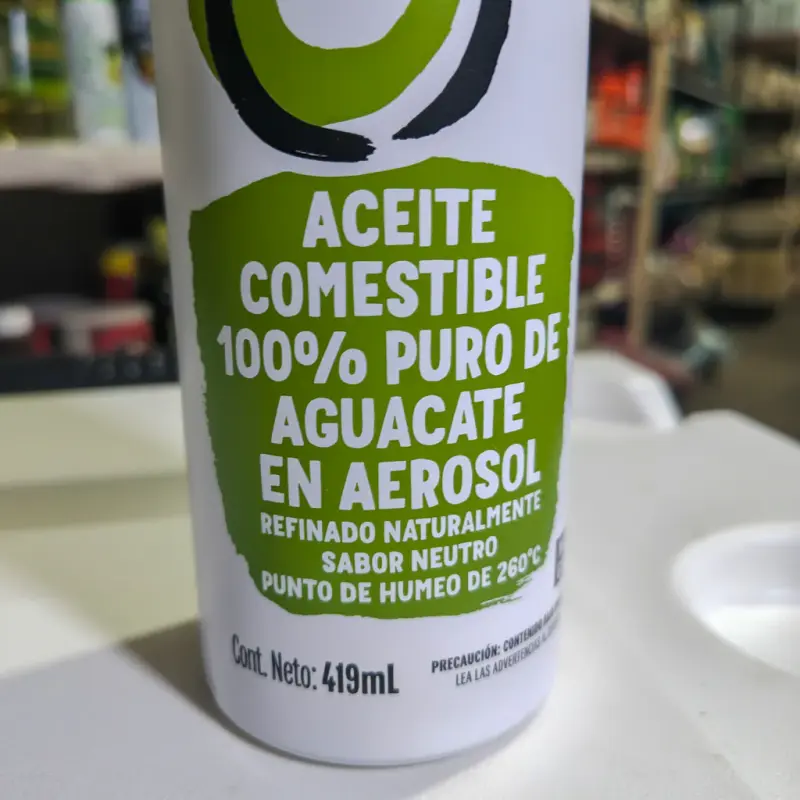 ACEITE
COMESTIBLE
100% PURO DE
AGUACATE
EN AEROSOL
REFINADO NATURALMENTE
SABOR NEUTRO
PUNTO DE HUMEO DE 260°C
Cont. Neto: 419mL
PRECAUCIÓN: CONTENIDO
LEA LAS ADVERTENCIAS